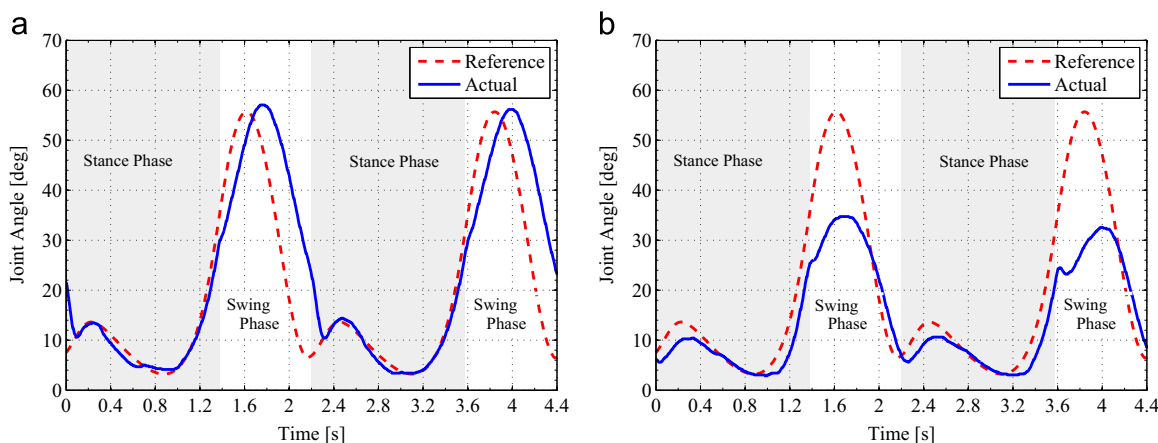 a
70
60
50
40
30
20
10
0
Joint Angle [deg]
Reference
Actual
Stance Phase
Stance Phase
Swing
Phase
Swing
Phase
0 0.4 0.8 1.2 1.6 2 2.4 2.8 3.2 3.6 4 4.4
Time [s]
b
70
60
50
40
30
20
10
0
Joint Angle [deg]
Reference
Actual
Stance Phase
Stance Phase
Swing
Phase
Swing
Phase
0 0.4 0.8 1.2 1.6 2 2.4 2.8 3.2 3.6 4 4.4
Time [s]